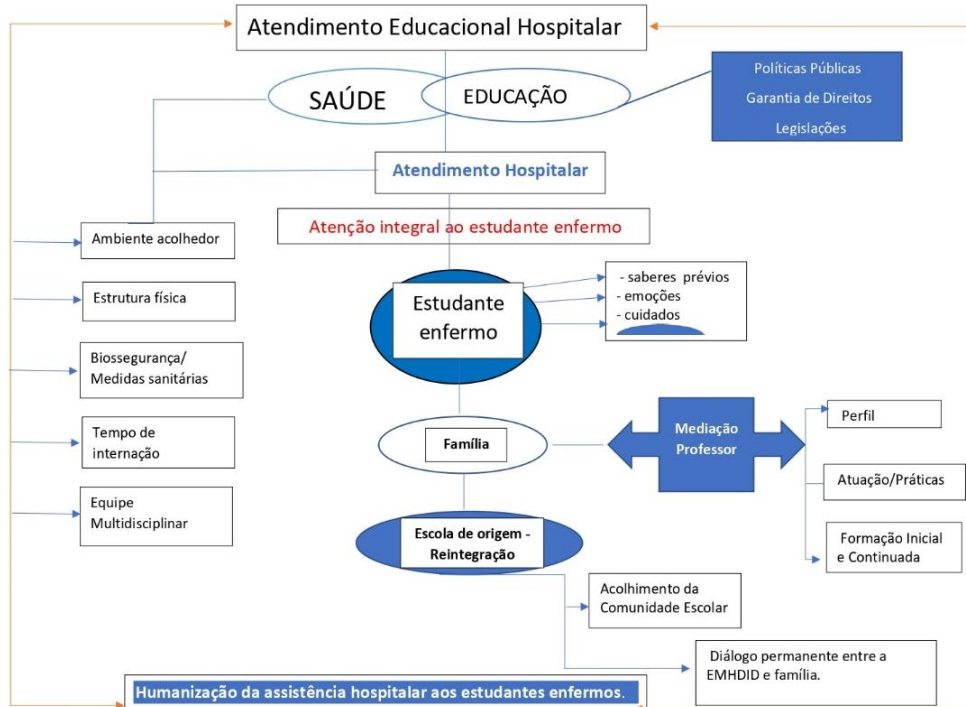 Atendimento Educacional Hospitalar
SAÚDE
EDUCAÇÃO
Políticas Públicas
Garantia de Direitos
Legislações
Atendimento Hospitalar
Atenção integral ao estudante enfermo
Ambiente acolhedor
Estrutura física
Biossegurança/
Medidas sanitárias
Tempo de
internação
Equipe
Multidisciplinar
Estudante
enfermo
- saberes prévios
- emoções
- cuidados
Família
Mediação
Professor
Perfil
Atuação/Práticas
Formação Inicial
e Continuada
Escola de origem -
Reintegração
Acolhimento da
Comunidade Escolar
Diálogo permanente entre a
EMHDID e família.
Humanização da assistência hospitalar aos estudantes enfermos.